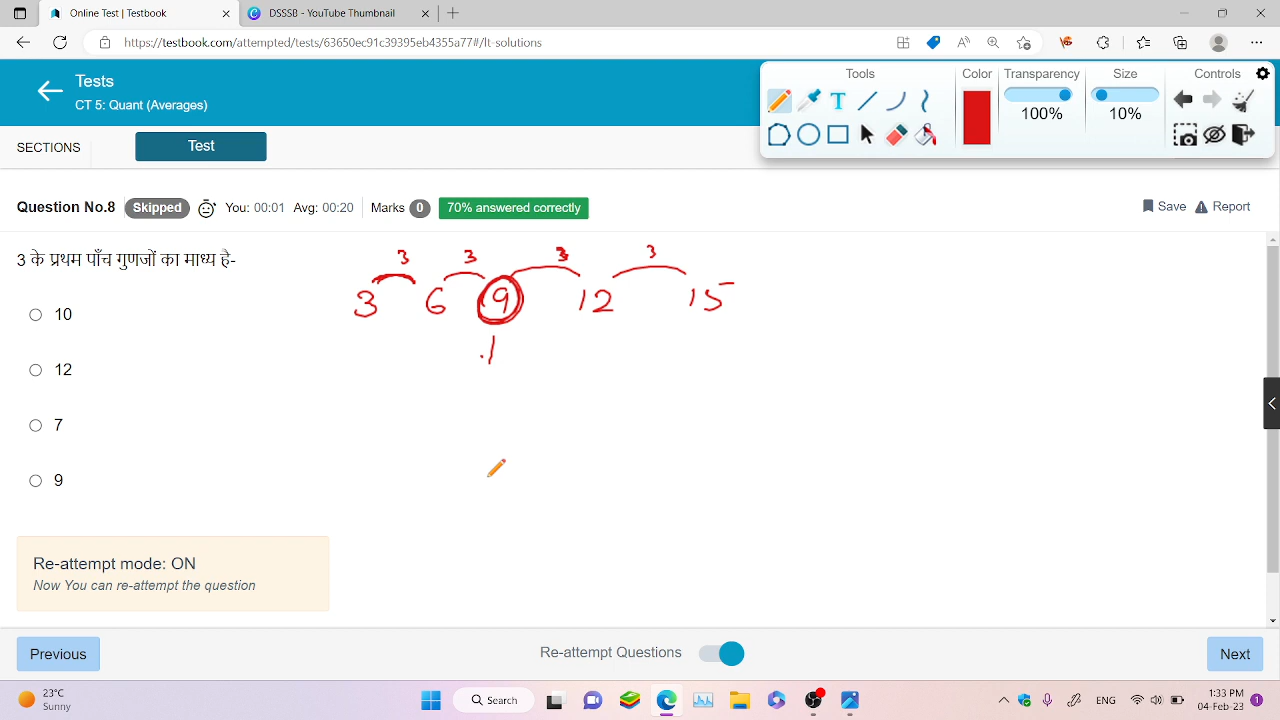 Online Test | Testbook
DSSSB - YouTube Thumbnail
https://testbook.com/attempted/tests/63650ec91c39395eb4355a77#/lt-solutions
Tests
CT 5: Quant (Averages)
Tools
Color
Transparency
Size
Controls
T
100%
10%
SECTIONS
Test
Question No.8 Skipped You: 00:01 Avg: 00:20 Marks 0 70% answered correctly
Save Report
3 के प्रथम पाँच गुणजों का माध्य है-
3 3 3 3
3 6 9 12 15
10
12
7
9
Re-attempt mode: ON
Now You can re-attempt the question
Previous
Re-attempt Questions
Next
23°C
Sunny
Search
ENG
1:33 PM
04-Feb-23
1